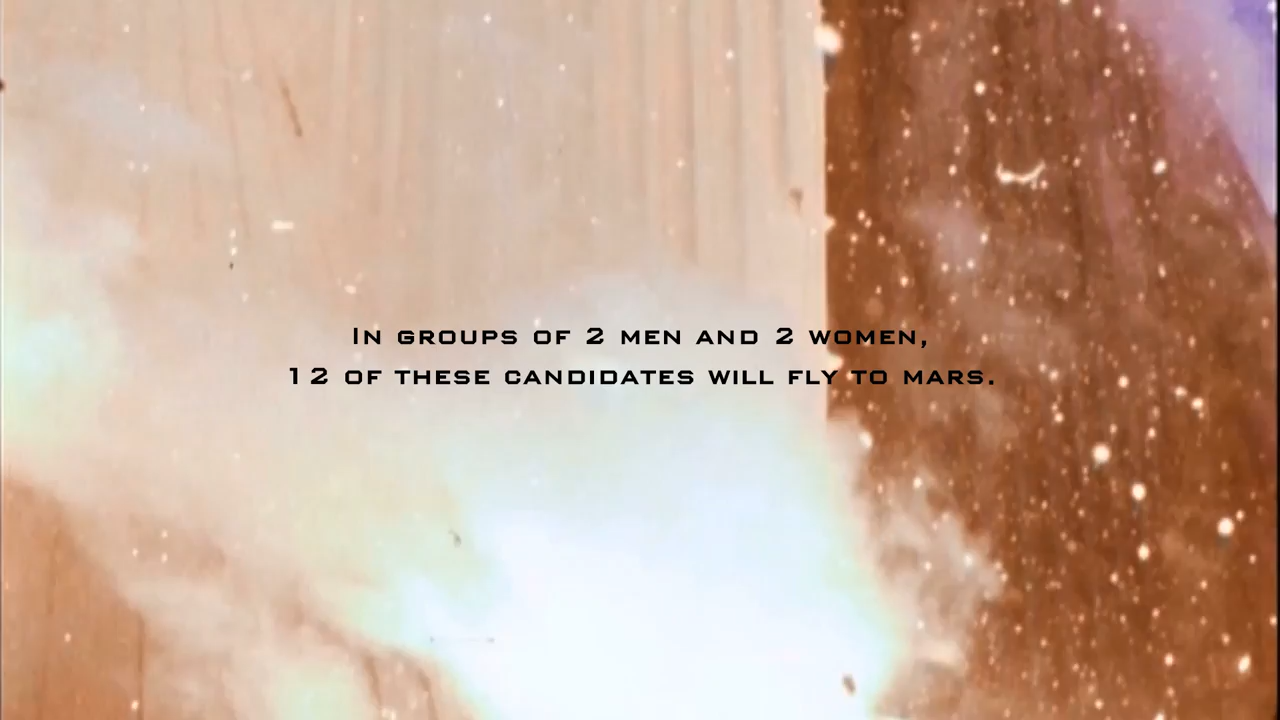 In groups of 2 men and 2 women,
12 of these candidates will fly to Mars.